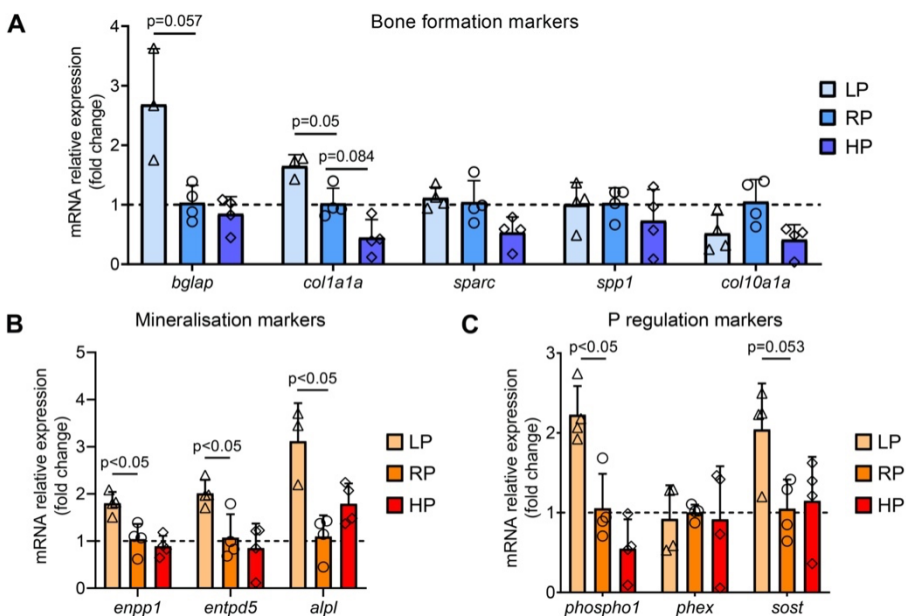 A
Bone formation markers
mRNA relative expression
(fold change)
4
3
2
1
0
p=0.057
p=0.05
p=0.084
LP
RP
HP
bglap
col1a1a
sparc
spp1
col10a1a
B
Mineralisation markers
mRNA relative expression
(fold change)
5
4
3
2
1
0
p<0.05
p<0.05
p<0.05
LP
RP
HP
enpp1
entpd5
alpl
C
P regulation markers
mRNA relative expression
(fold change)
3
2
1
0
p<0.05
p=0.053
LP
RP
HP
phospho1
phex
sost